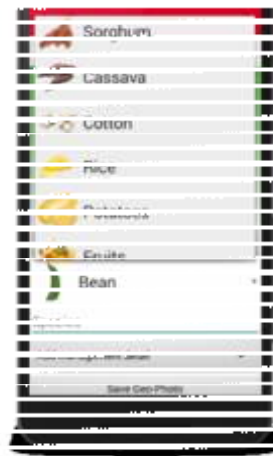 Sorghum
Cassava
Cotton
Rice
Potatoes
Fruits
Bean
Save Geo-Photo